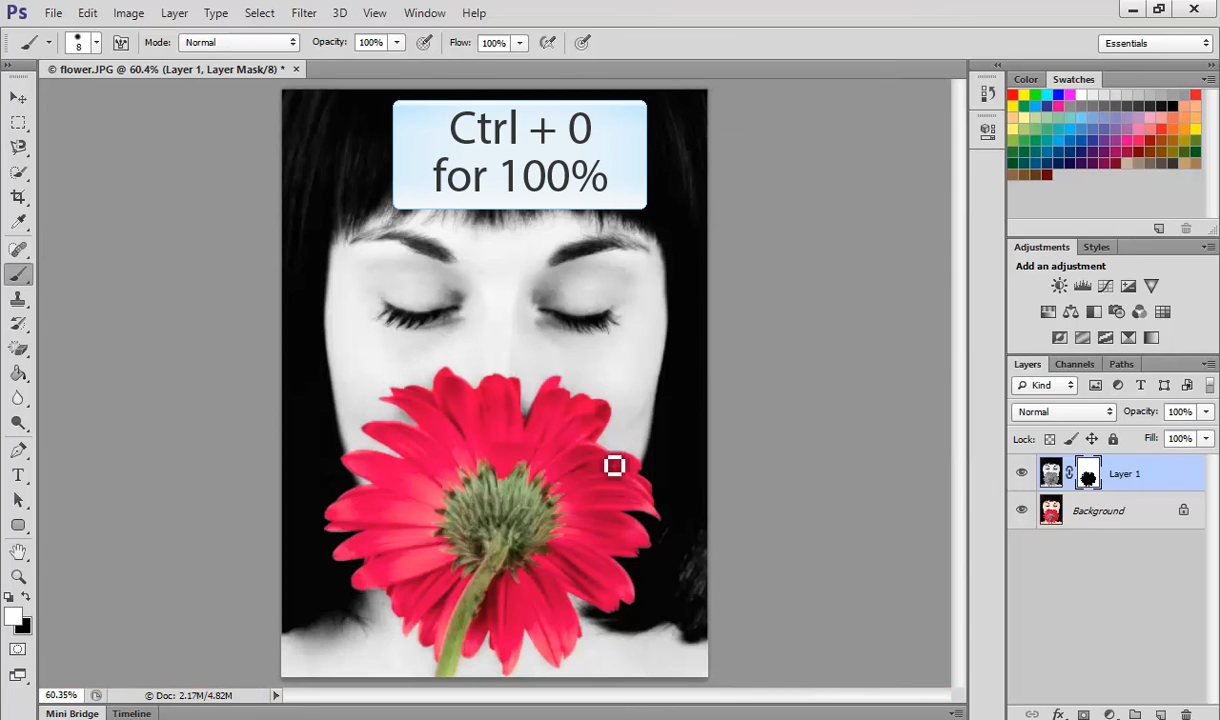 Ps File Edit Image Layer Type Select Filter 3D View Window Help
8 Mode: Normal Opacity: 100% Flow: 100% Essentials
© flower.JPG @ 60.4% (Layer 1, Layer Mask/8) * ×
Ctrl + 0
for 100%
Color Swatches
Adjustments Styles
Add an adjustment
Layers Channels Paths
Kind
Normal Opacity: 100%
Lock: Fill: 100%
Layer 1
Background
60.35% © Doc: 2.17M/4.82M
Mini Bridge Timeline